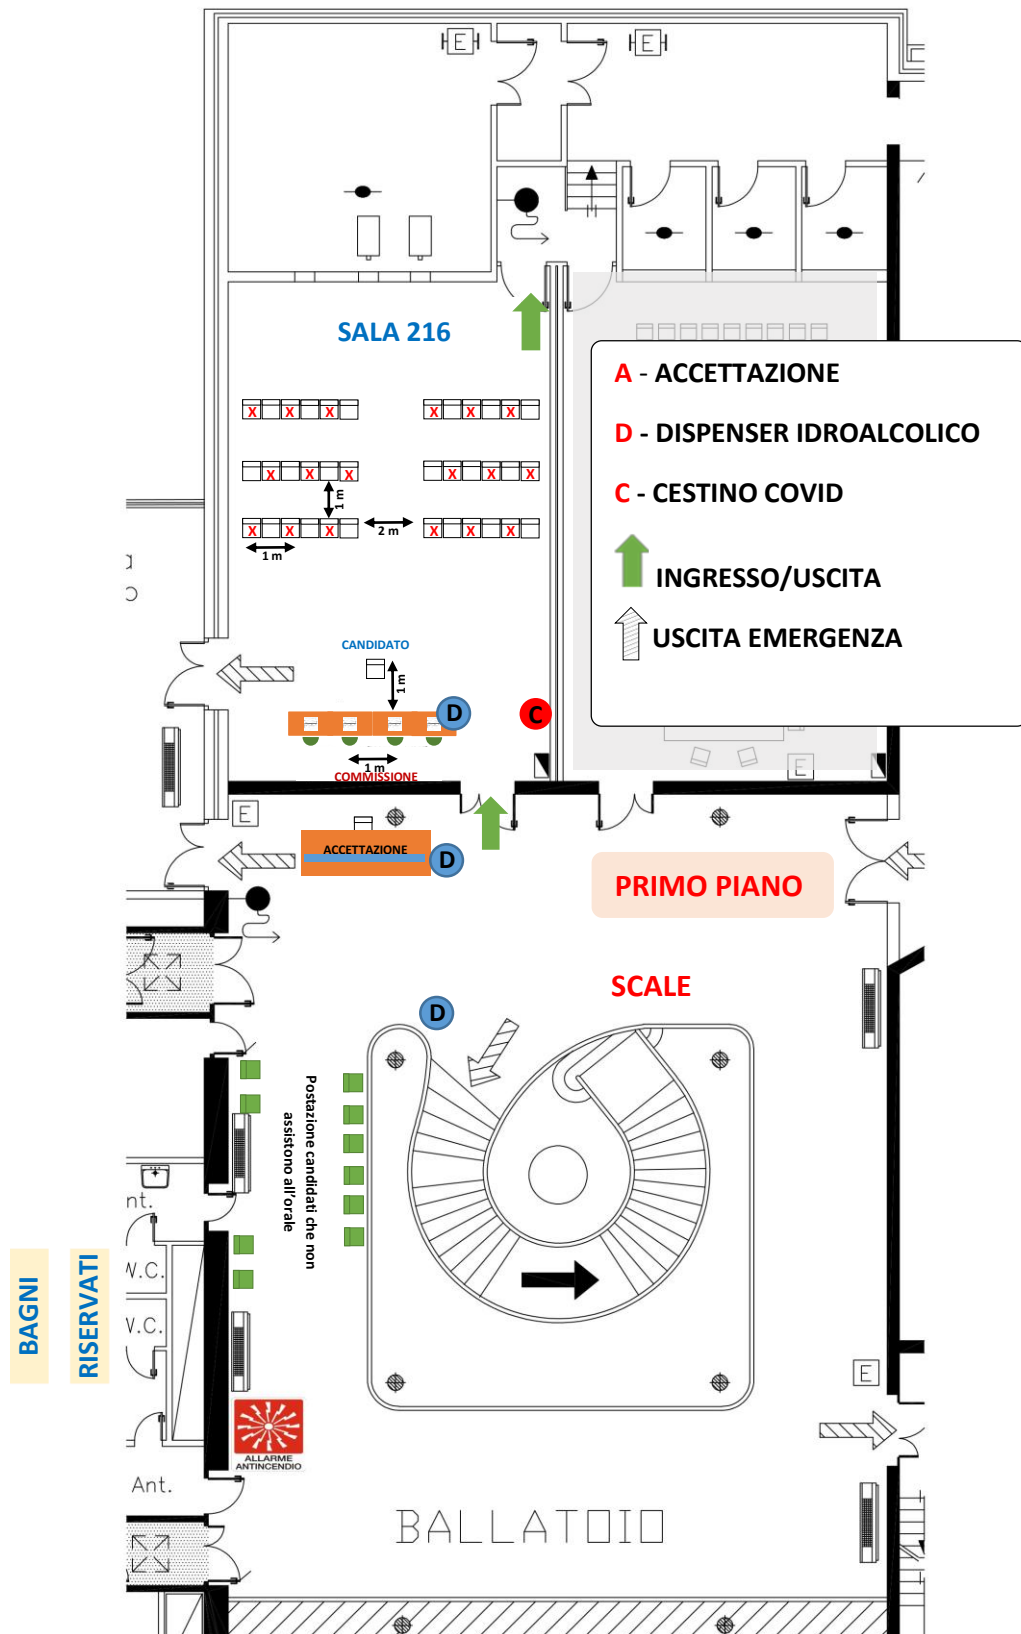 E
E
SALA 216
A - ACCETTAZIONE
D - DISPENSER IDROALCOLICO
C - CESTINO COVID
INGRESSO/USCITA
USCITA EMERGENZA
X X X X X X
X X X X X X
1 m
X X X X X X
2 m
1 m
CANDIDATO
1 m
D
C
1 m
COMMISSIONE
E
E
ACCETTAZIONE
D
PRIMO PIANO
SCALE
D
Postazione candidati che non
assistono all'orale
nt.
W.C.
W.C.
BAGNI
RISERVATI
E
ALLARME
ANTINCENDIO
Ant.
BALLATOIO